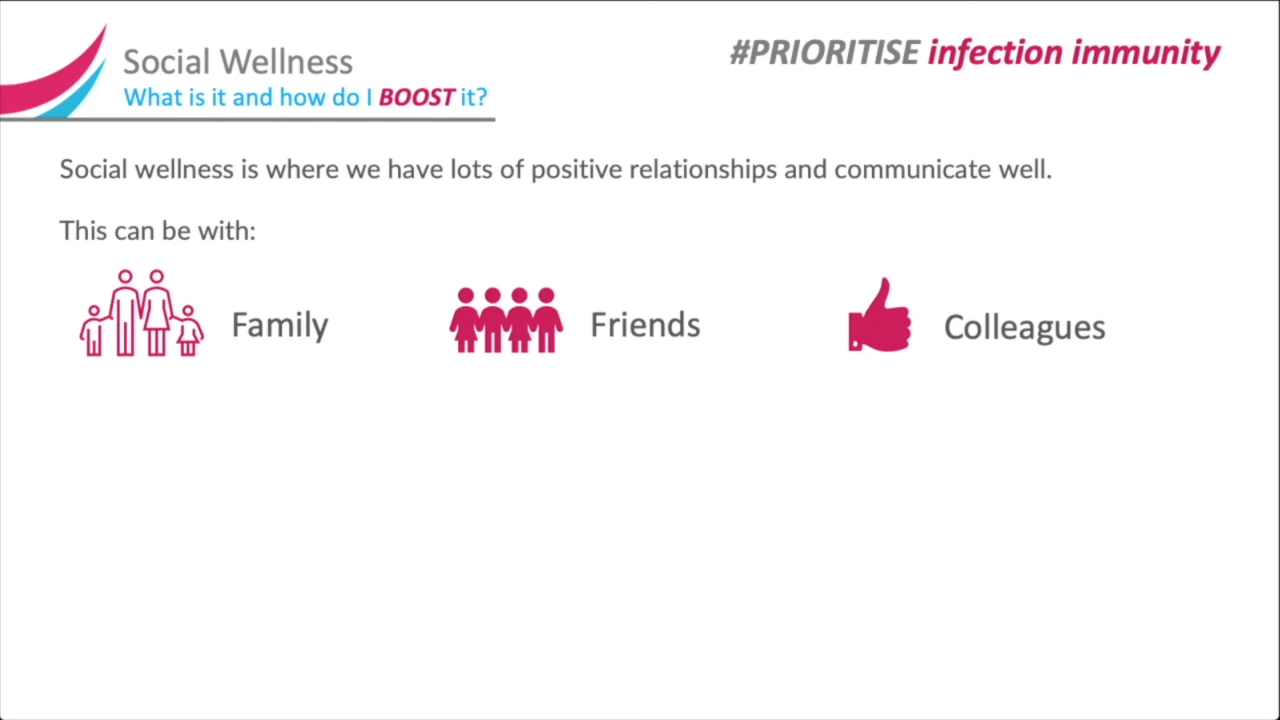 Social Wellness
What is it and how do I BOOST it?
#PRIORITISE infection immunity
Social wellness is where we have lots of positive relationships and communicate well.
This can be with:
Family
Friends
Colleagues